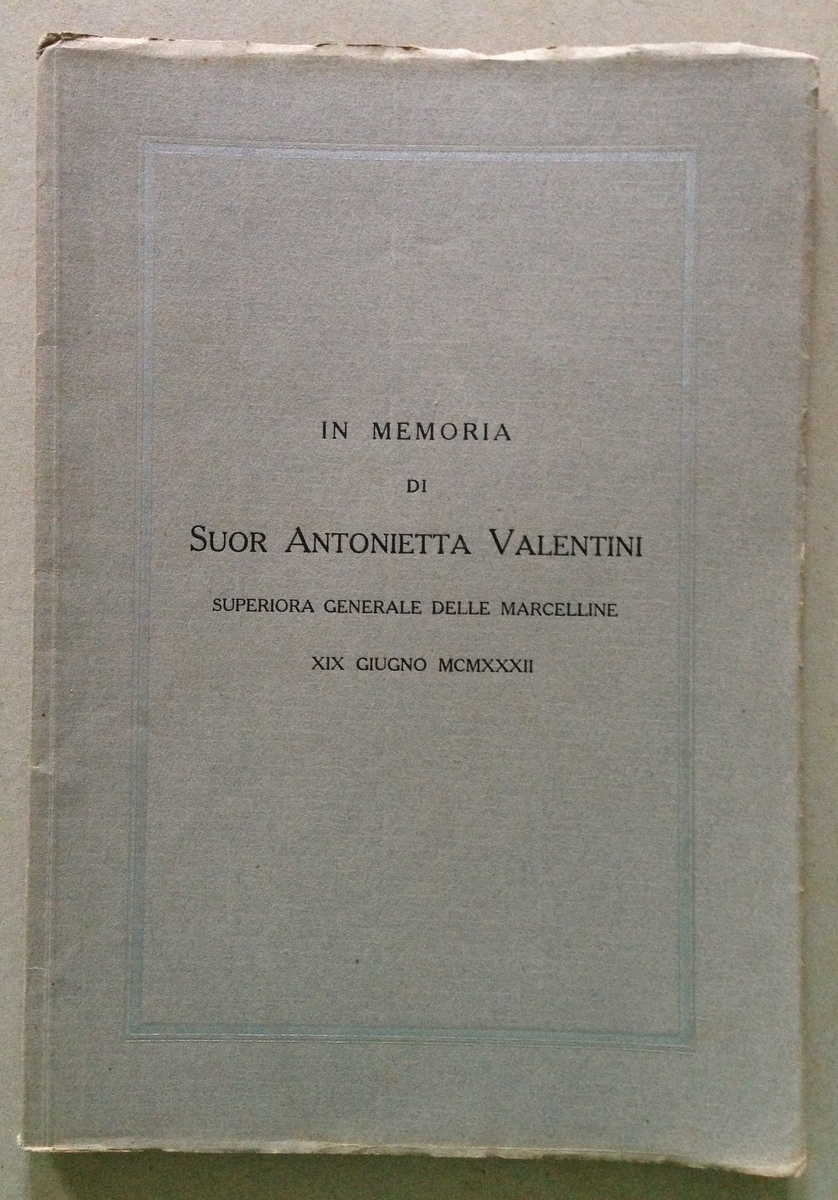 IN MEMORIA
DI
SUOR ANTONIETTA VALENTINI
SUPERIORA GENERALE DELLE MARCELLINE
XIX GIUGNO MCMXXXII